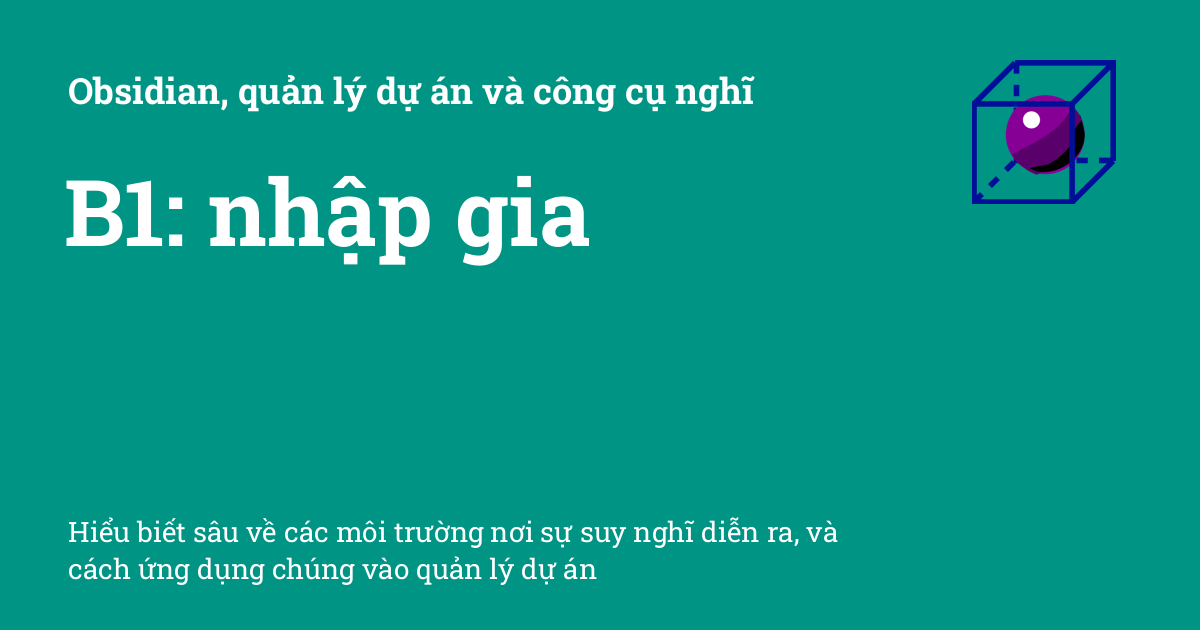 Obsidian, quản lý dự án và công cụ nghĩ
B1: nhập gia
Hiểu biết sâu về các môi trường nơi sự suy nghĩ diễn ra, và
cách ứng dụng chúng vào quản lý dự án